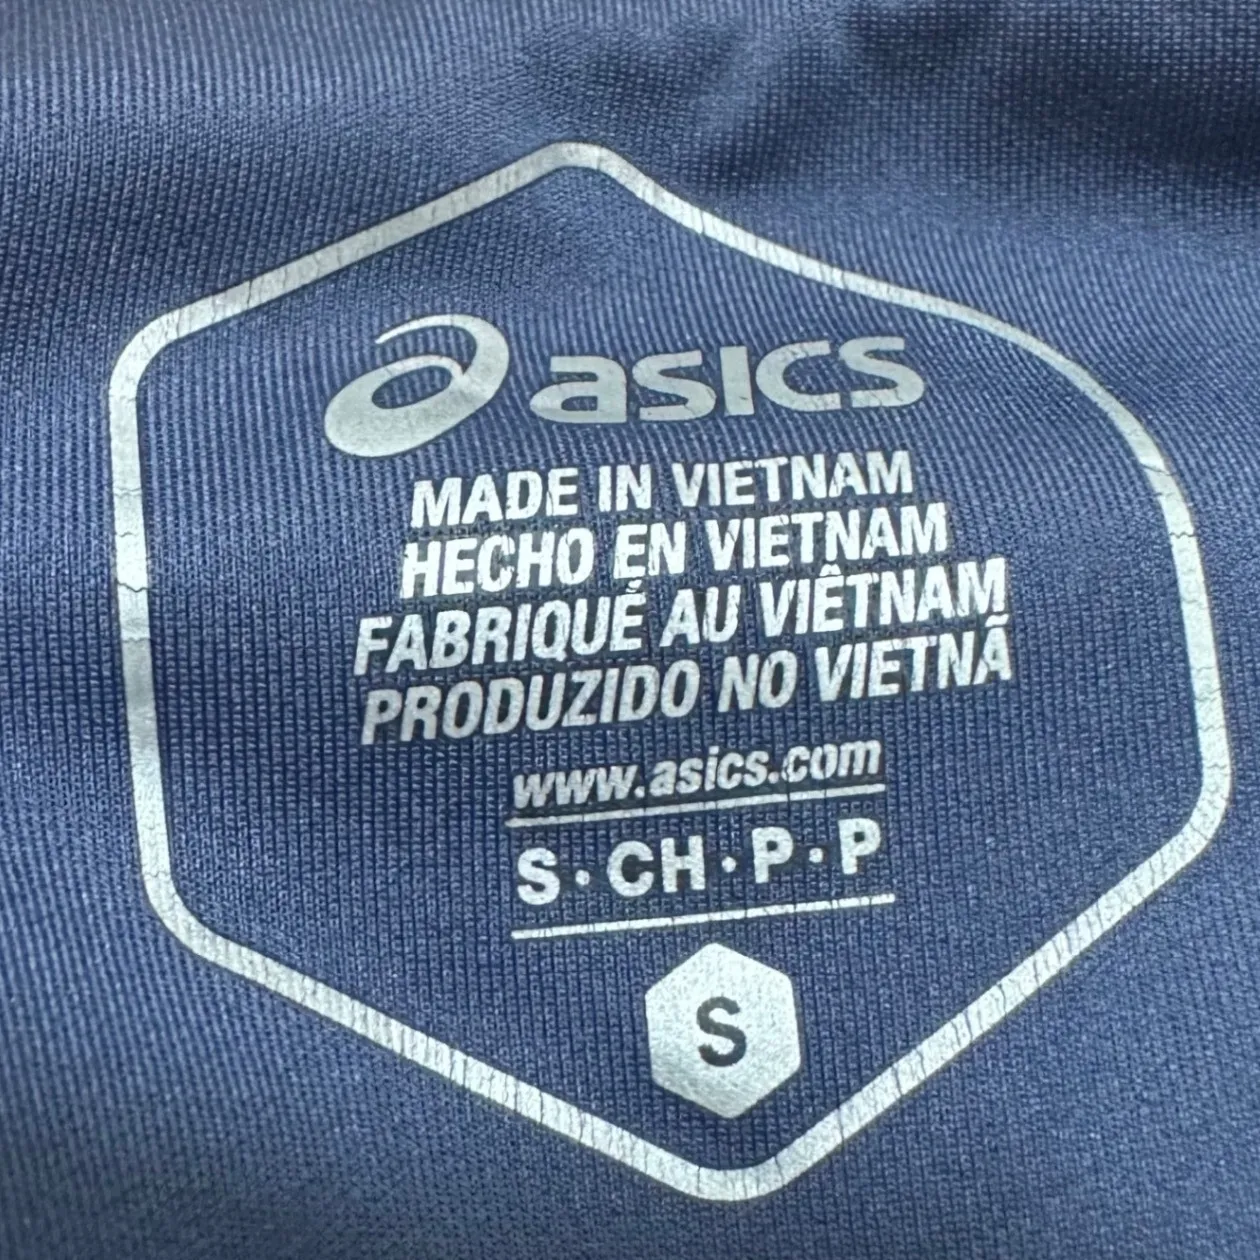 asics
MADE IN VIETNAM
HECHO EN VIETNAM
FABRIQUÉ AU VIÊTNAM
PRODUZIDO NO VIETNÃ
www.asics.com
S · CH · P · P
S